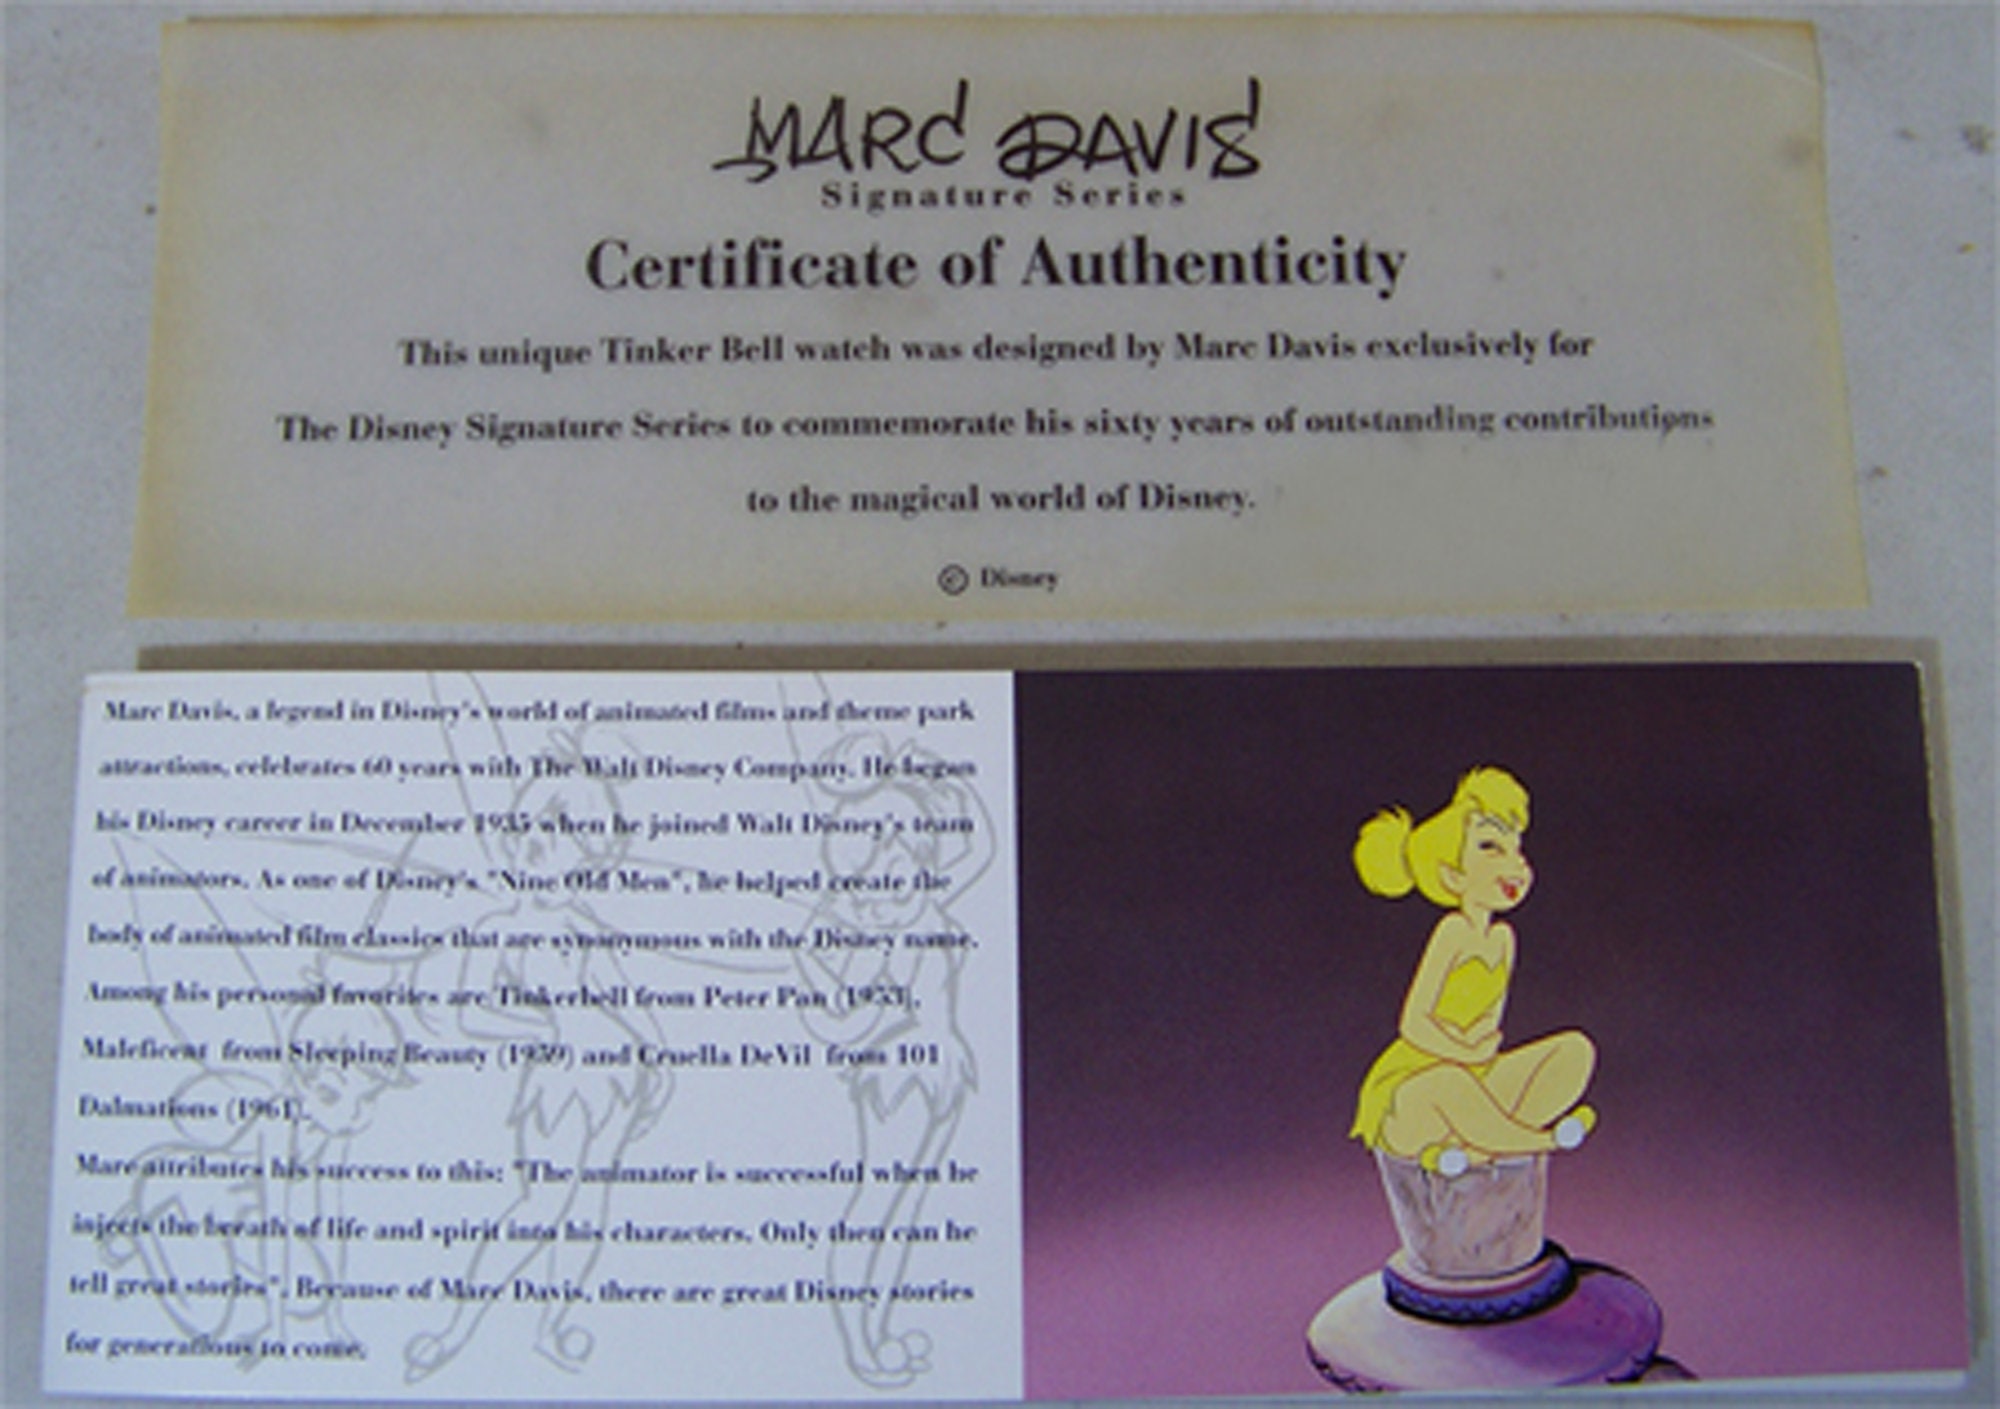 MARC DAVIS
Signature Series
Certificate of Authenticity
This unique Tinker Bell watch was designed by Marc Davis exclusively for
The Disney Signature Series to commemorate his sixty years of outstanding contributions
to the magical world of Disney.
© Disney
Marc Davis, a legend in Disney's world of animated films and theme park
attractions, celebrates 60 years with The Walt Disney Company. He began
his Disney career in December 1935 when he joined Walt Disney's team
of animators. As one of Disney's "Nine Old Men", he helped create the
body of animated film classics that are synonymous with the Disney name.
Among his personal favorites are Tinkerbell from Peter Pan (1953),
Maleficent from Sleeping Beauty (1959) and Cruella DeVil from 101
Dalmations (1961).
Marc attributes his success to this: "The animator is successful when he
injects the breath of life and spirit into his characters. Only then can he
tell great stories". Because of Marc Davis, there are great Disney stories
for generations to come.